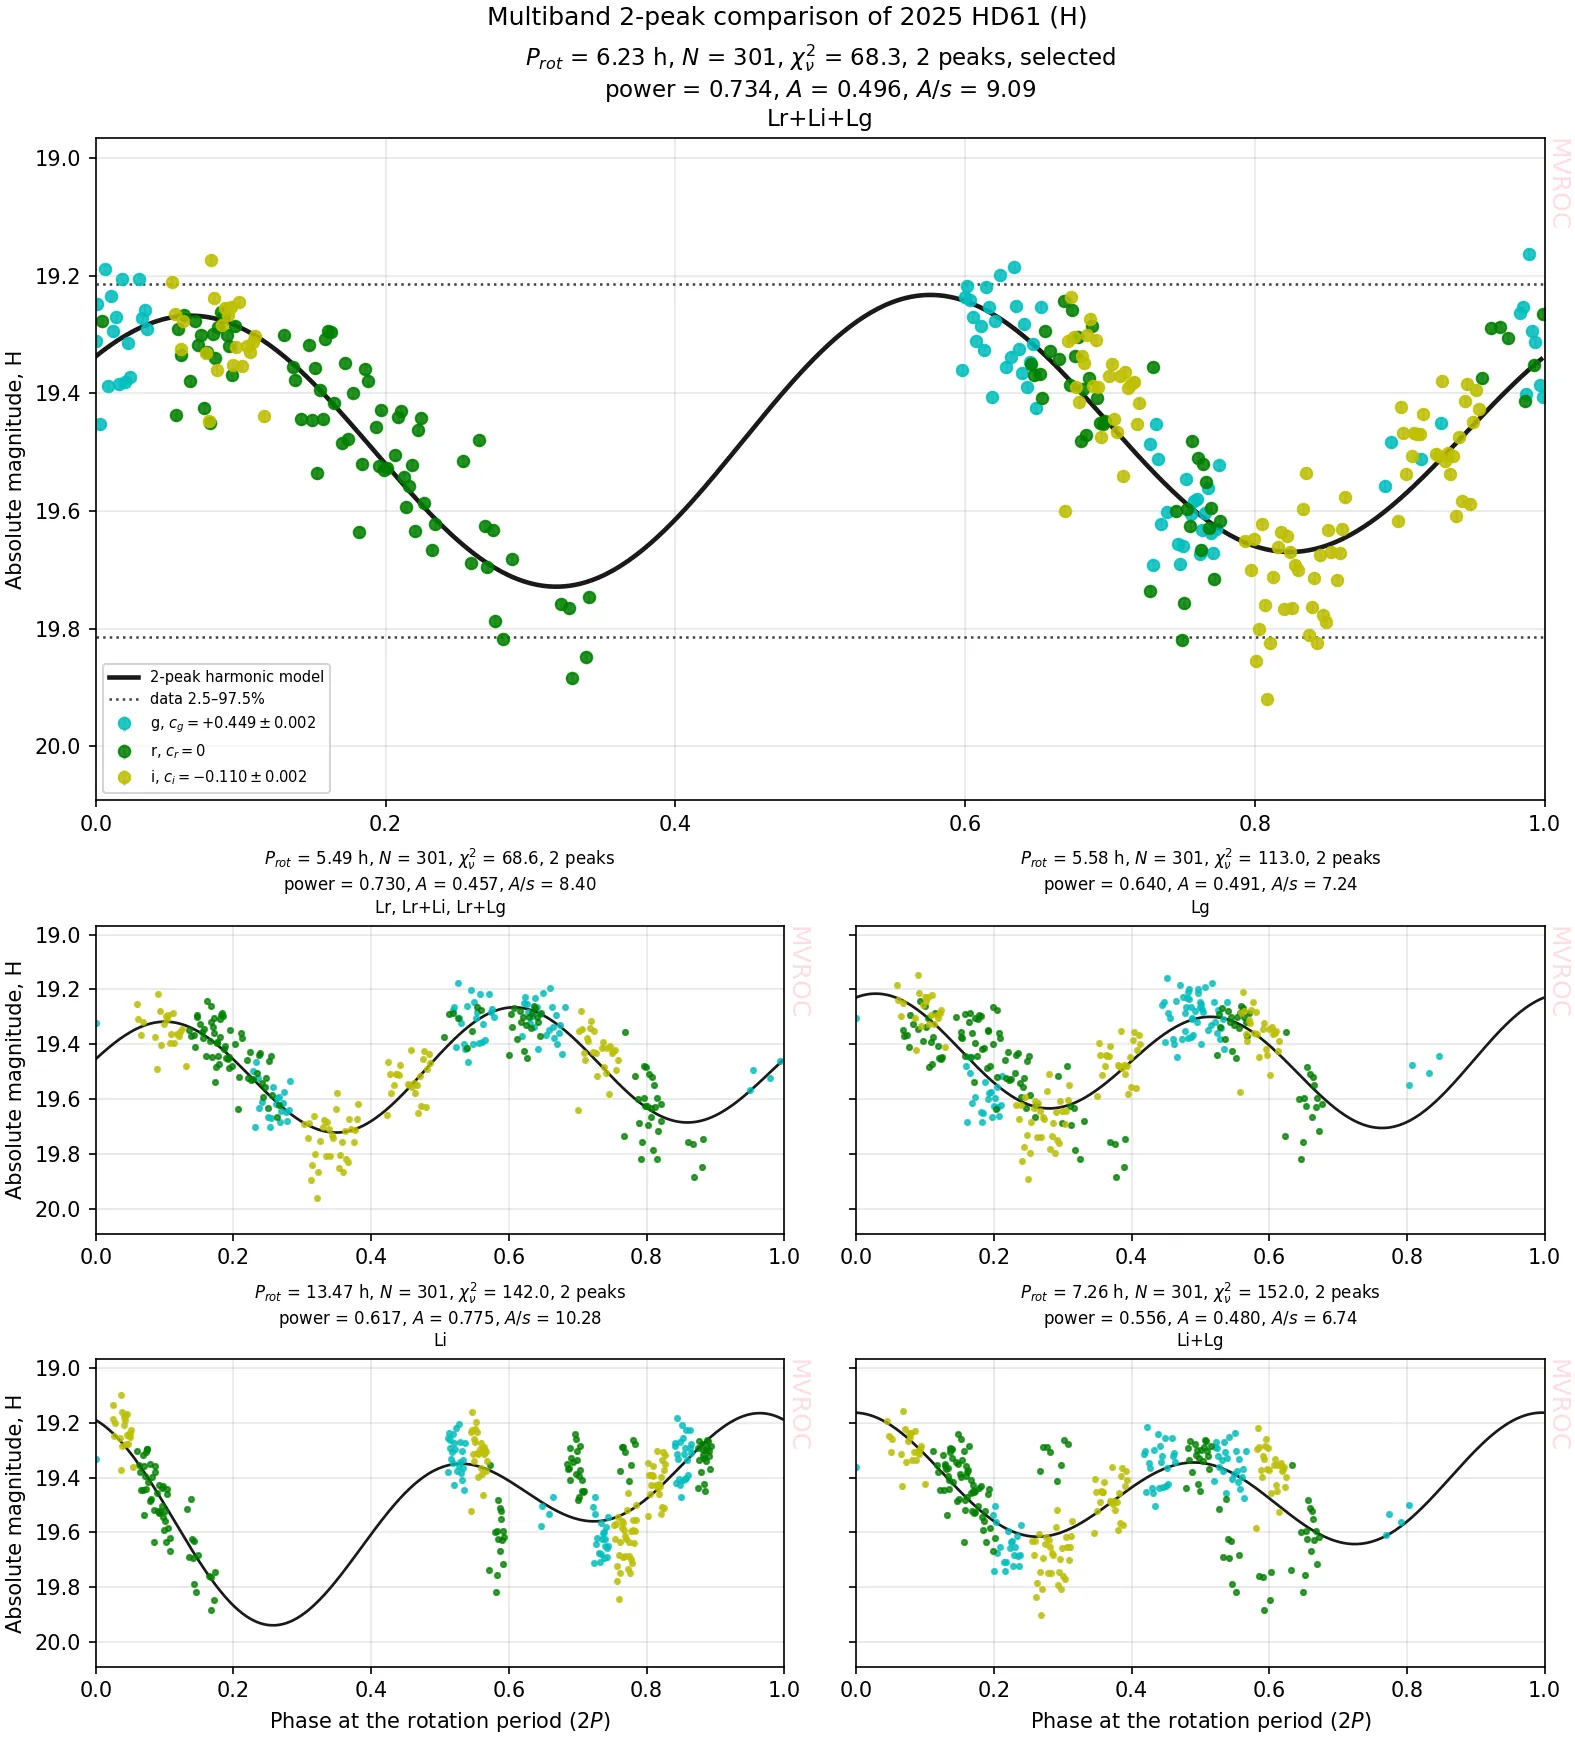 Multiband 2-peak comparison of 2025 HD61 (H)
P_rot = 6.23 h, N = 301, χ²_ν = 68.3, 2 peaks, selected
power = 0.734, A = 0.496, A/s = 9.09
Lr+Li+Lg
Absolute magnitude, H
19.0
19.2
19.4
19.6
19.8
20.0
2-peak harmonic model
data 2.5–97.5%
g, c_g = +0.449 ± 0.002
r, c_r = 0
i, c_i = −0.110 ± 0.002
0.0 0.2 0.4 0.6 0.8 1.0
MVROC
P_rot = 5.49 h, N = 301, χ²_ν = 68.6, 2 peaks
power = 0.730, A = 0.457, A/s = 8.40
Lr, Lr+Li, Lr+Lg
Absolute magnitude, H
19.0
19.2
19.4
19.6
19.8
20.0
0.0 0.2 0.4 0.6 0.8 1.0
MVROC
P_rot = 5.58 h, N = 301, χ²_ν = 113.0, 2 peaks
power = 0.640, A = 0.491, A/s = 7.24
Lg
0.0 0.2 0.4 0.6 0.8 1.0
MVROC
P_rot = 13.47 h, N = 301, χ²_ν = 142.0, 2 peaks
power = 0.617, A = 0.775, A/s = 10.28
Li
Absolute magnitude, H
19.0
19.2
19.4
19.6
19.8
20.0
0.0 0.2 0.4 0.6 0.8 1.0
Phase at the rotation period (2P)
MVROC
P_rot = 7.26 h, N = 301, χ²_ν = 152.0, 2 peaks
power = 0.556, A = 0.480, A/s = 6.74
Li+Lg
0.0 0.2 0.4 0.6 0.8 1.0
Phase at the rotation period (2P)
MVROC